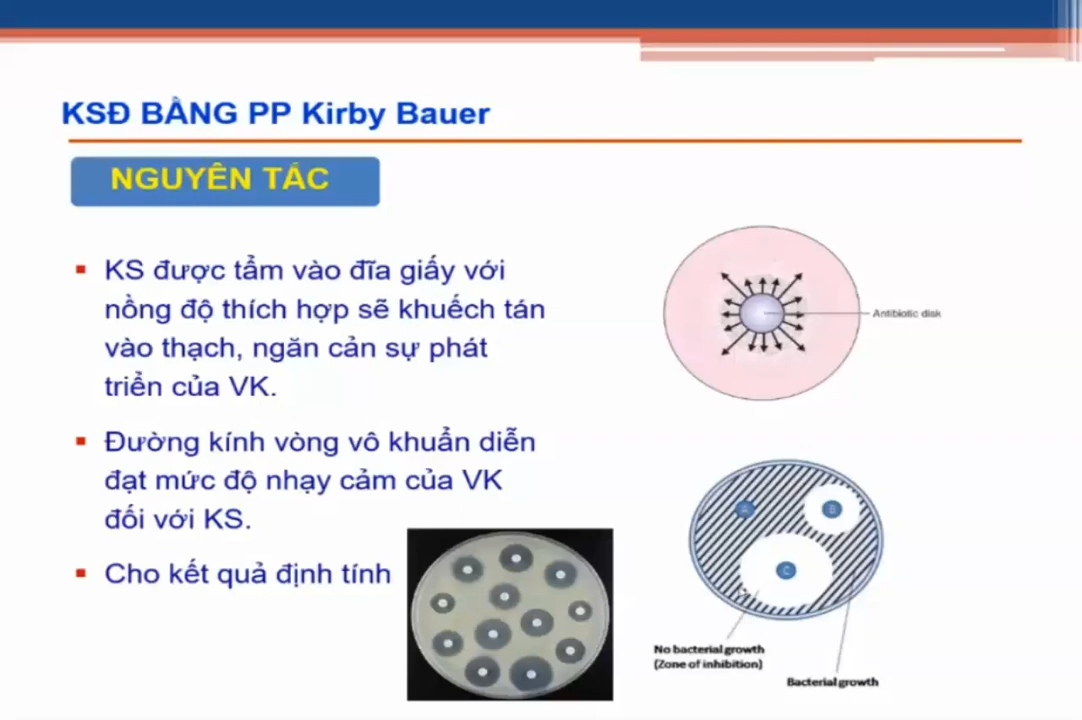 KSĐ BẰNG PP Kirby Bauer
NGUYÊN TẮC
KS được tẩm vào đĩa giấy với
nồng độ thích hợp sẽ khuếch tán
vào thạch, ngăn cản sự phát
triển của VK.
Đường kính vòng vô khuẩn diễn
đạt mức độ nhạy cảm của VK
đối với KS.
Cho kết quả định tính
Antibiotic disk
A
B
C
No bacterial growth
(Zone of inhibition)
Bacterial growth